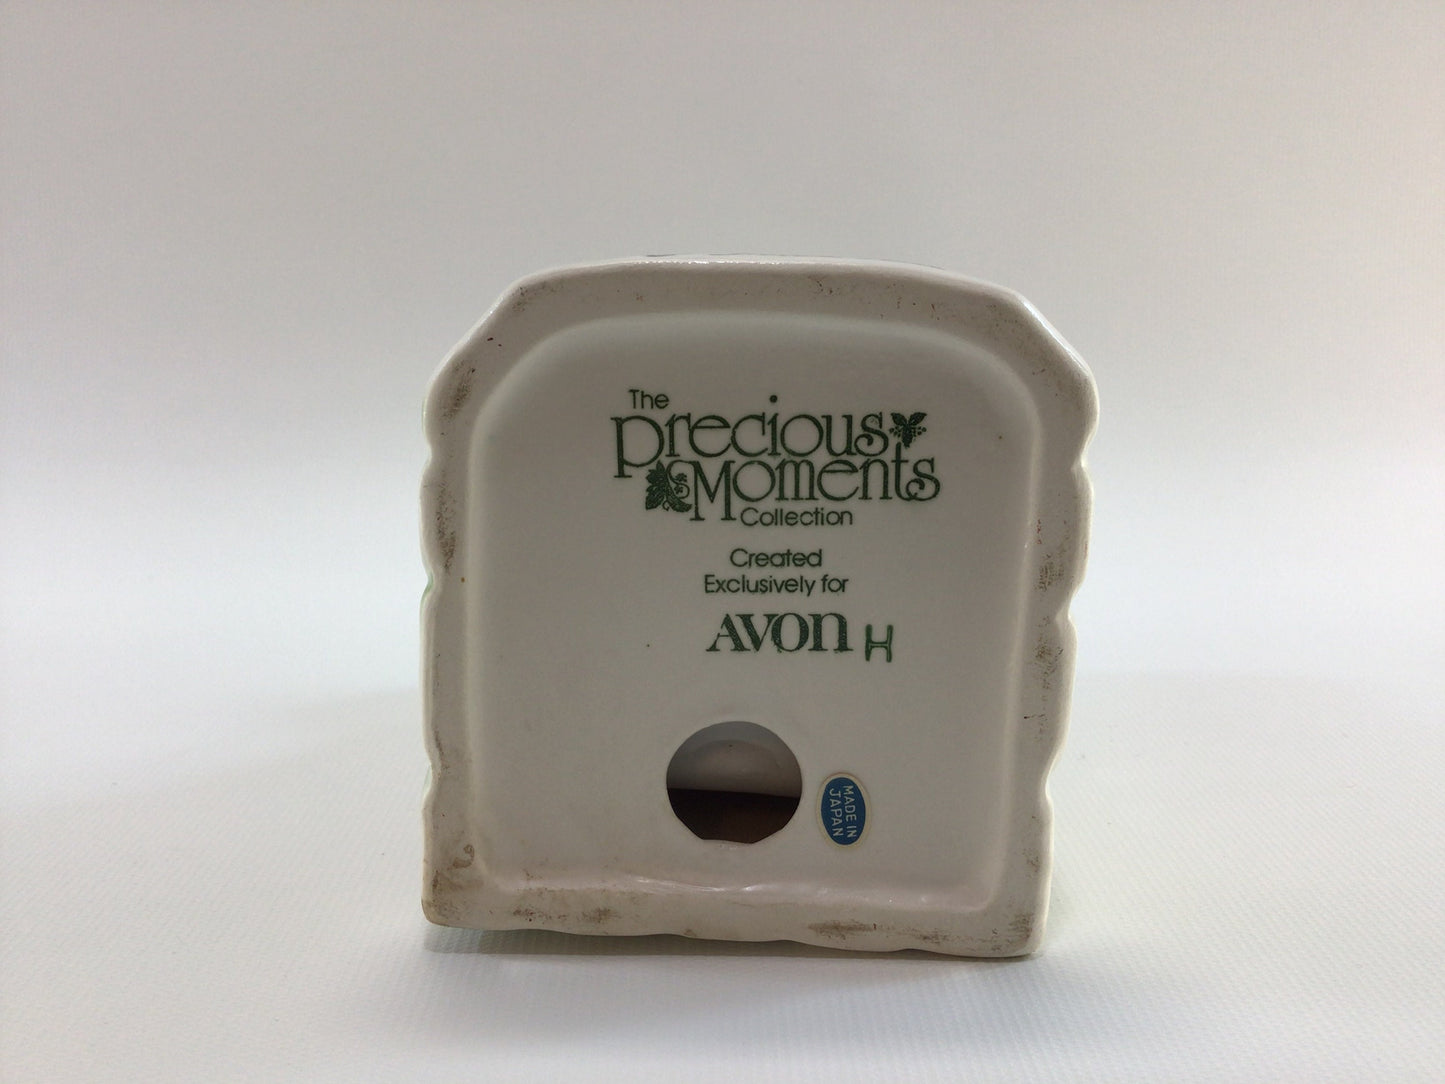 The
Precious
Moments
Collection
Created
Exclusively for
AVON H
MADE IN
JAPAN